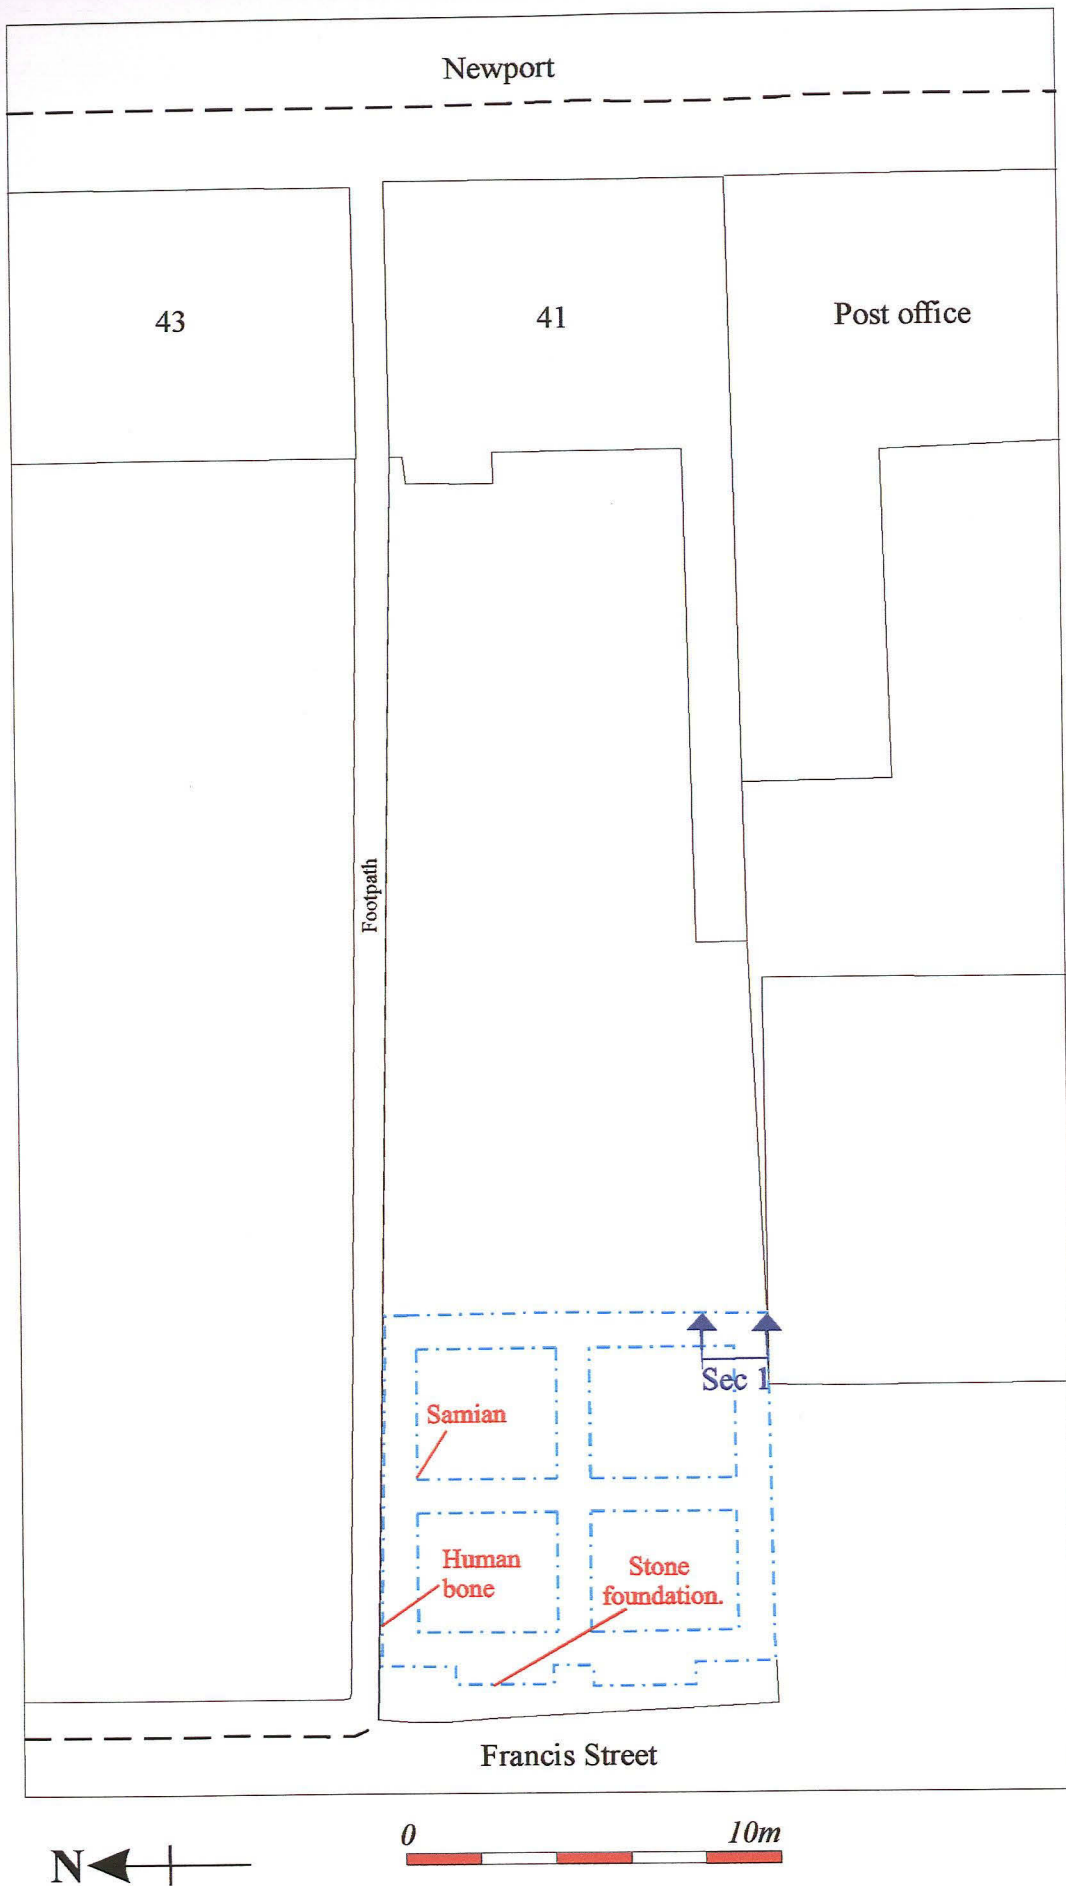 Newport
43
41
Post office
Footpath
Sec 1
Samian
Human
bone
Stone
foundation.
Francis Street
N
0
10m